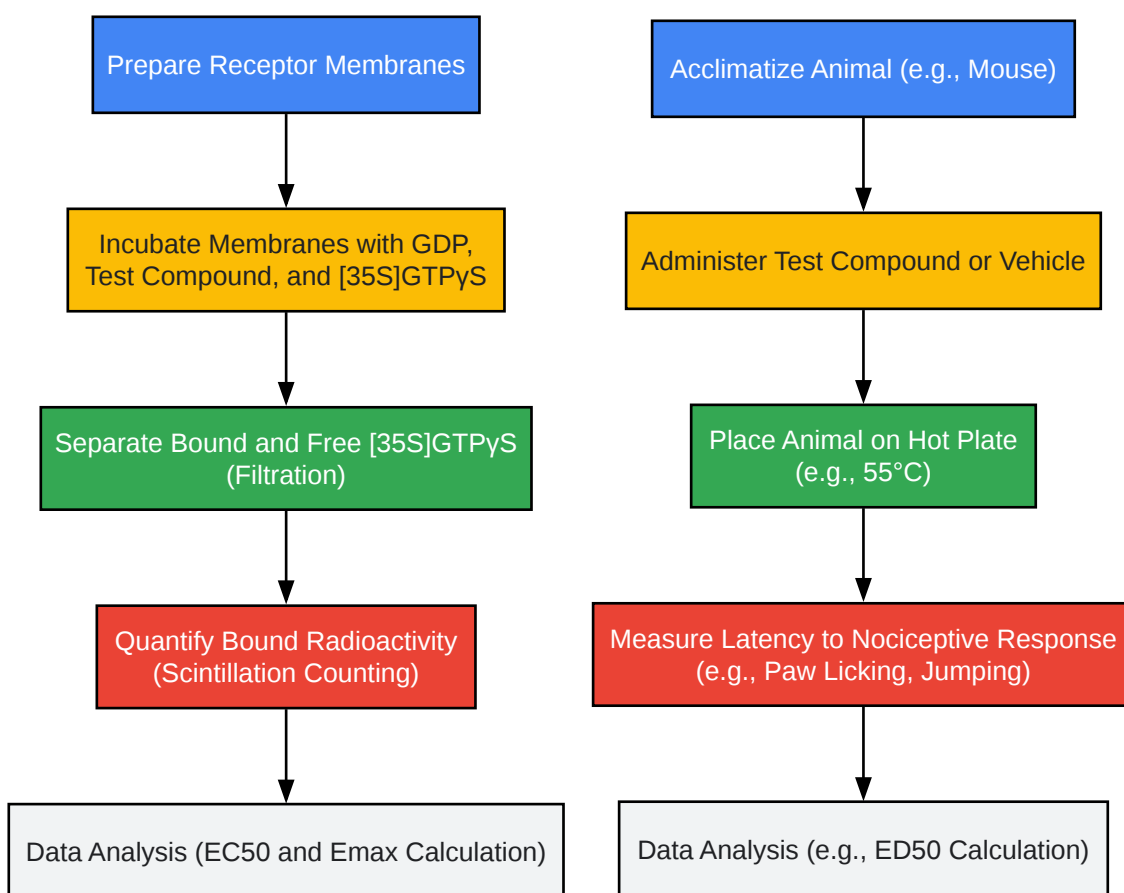 Prepare Receptor Membranes
Incubate Membranes with GDP,
Test Compound, and [35S]GTPγS
Separate Bound and Free [35S]GTPγS
(Filtration)
Quantify Bound Radioactivity
(Scintillation Counting)
Data Analysis (EC50 and Emax Calculation)
Acclimatize Animal (e.g., Mouse)
Administer Test Compound or Vehicle
Place Animal on Hot Plate
(e.g., 55°C)
Measure Latency to Nociceptive Response
(e.g., Paw Licking, Jumping)
Data Analysis (e.g., ED50 Calculation)